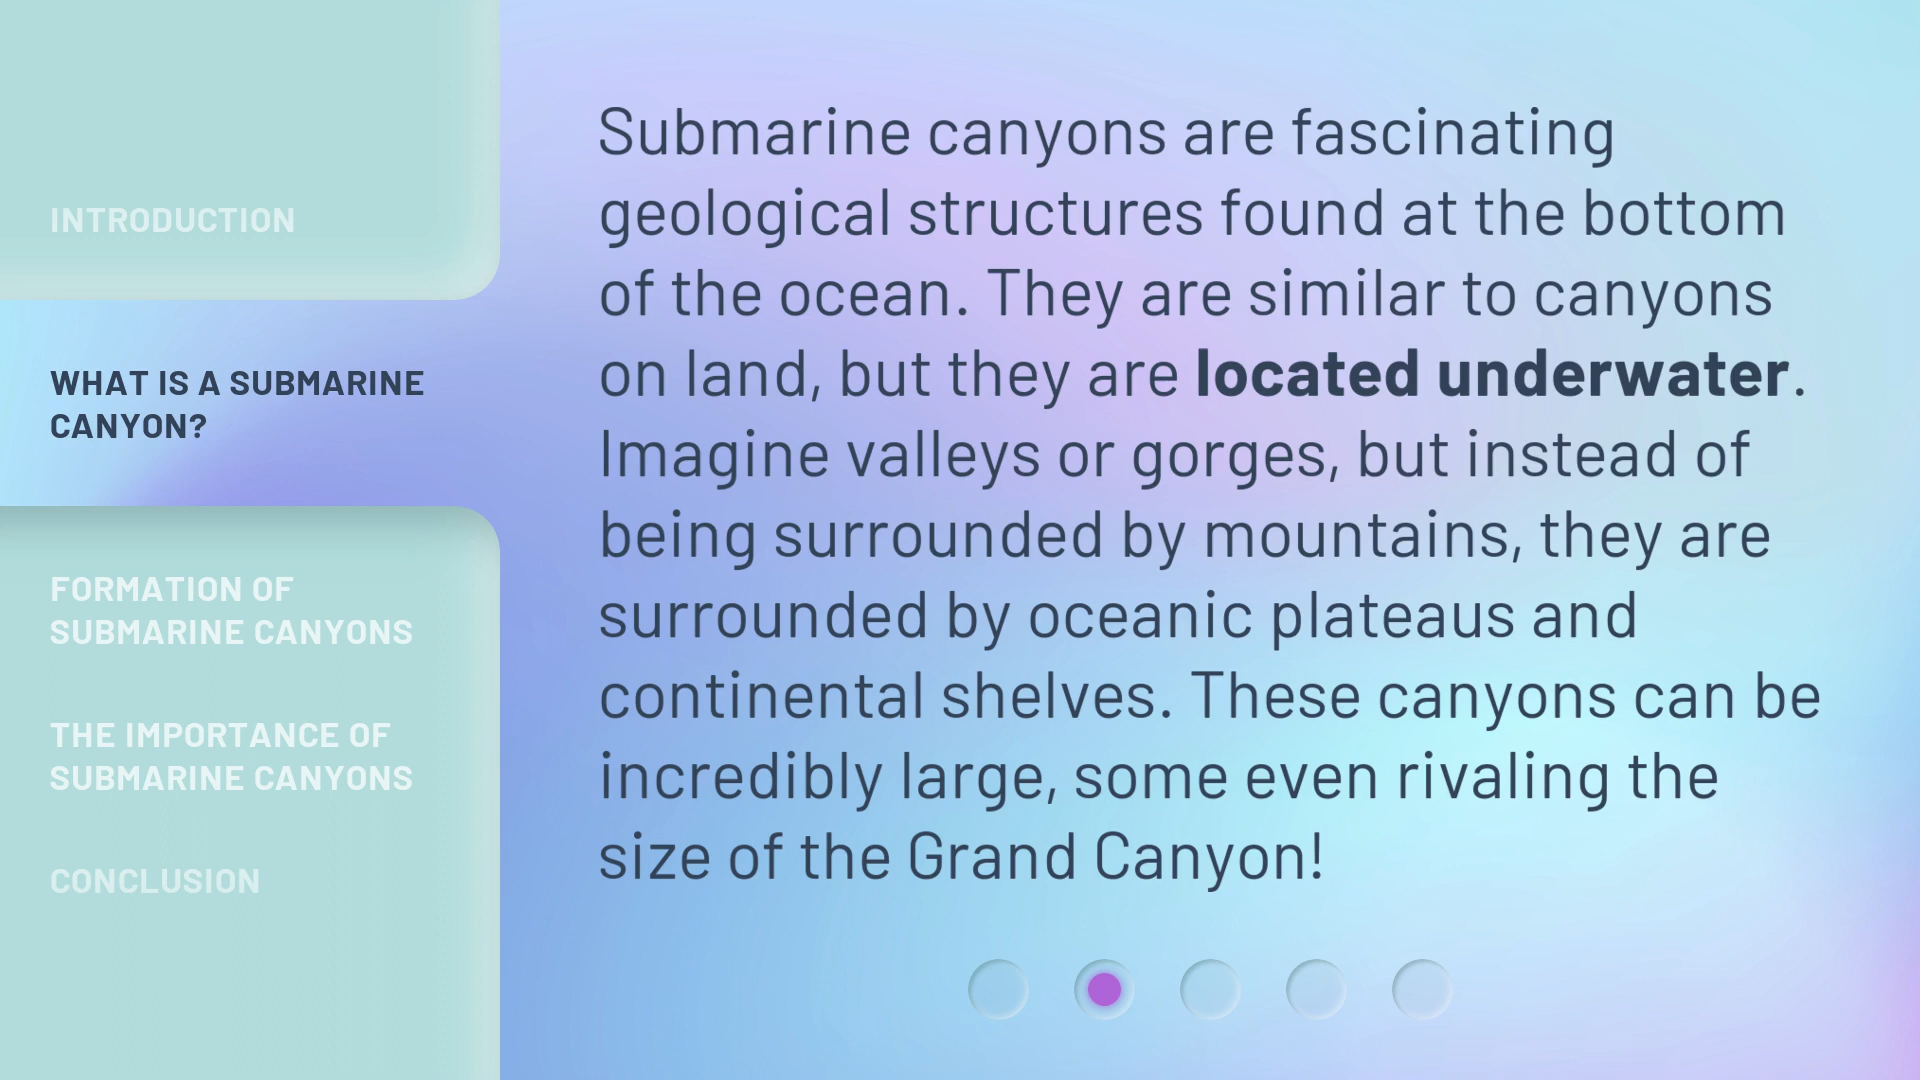 INTRODUCTION
WHAT IS A SUBMARINE
CANYON?
FORMATION OF
SUBMARINE CANYONS
THE IMPORTANCE OF
SUBMARINE CANYONS
CONCLUSION
Submarine canyons are fascinating
geological structures found at the bottom
of the ocean. They are similar to canyons
on land, but they are located underwater.
Imagine valleys or gorges, but instead of
being surrounded by mountains, they are
surrounded by oceanic plateaus and
continental shelves. These canyons can be
incredibly large, some even rivaling the
size of the Grand Canyon!